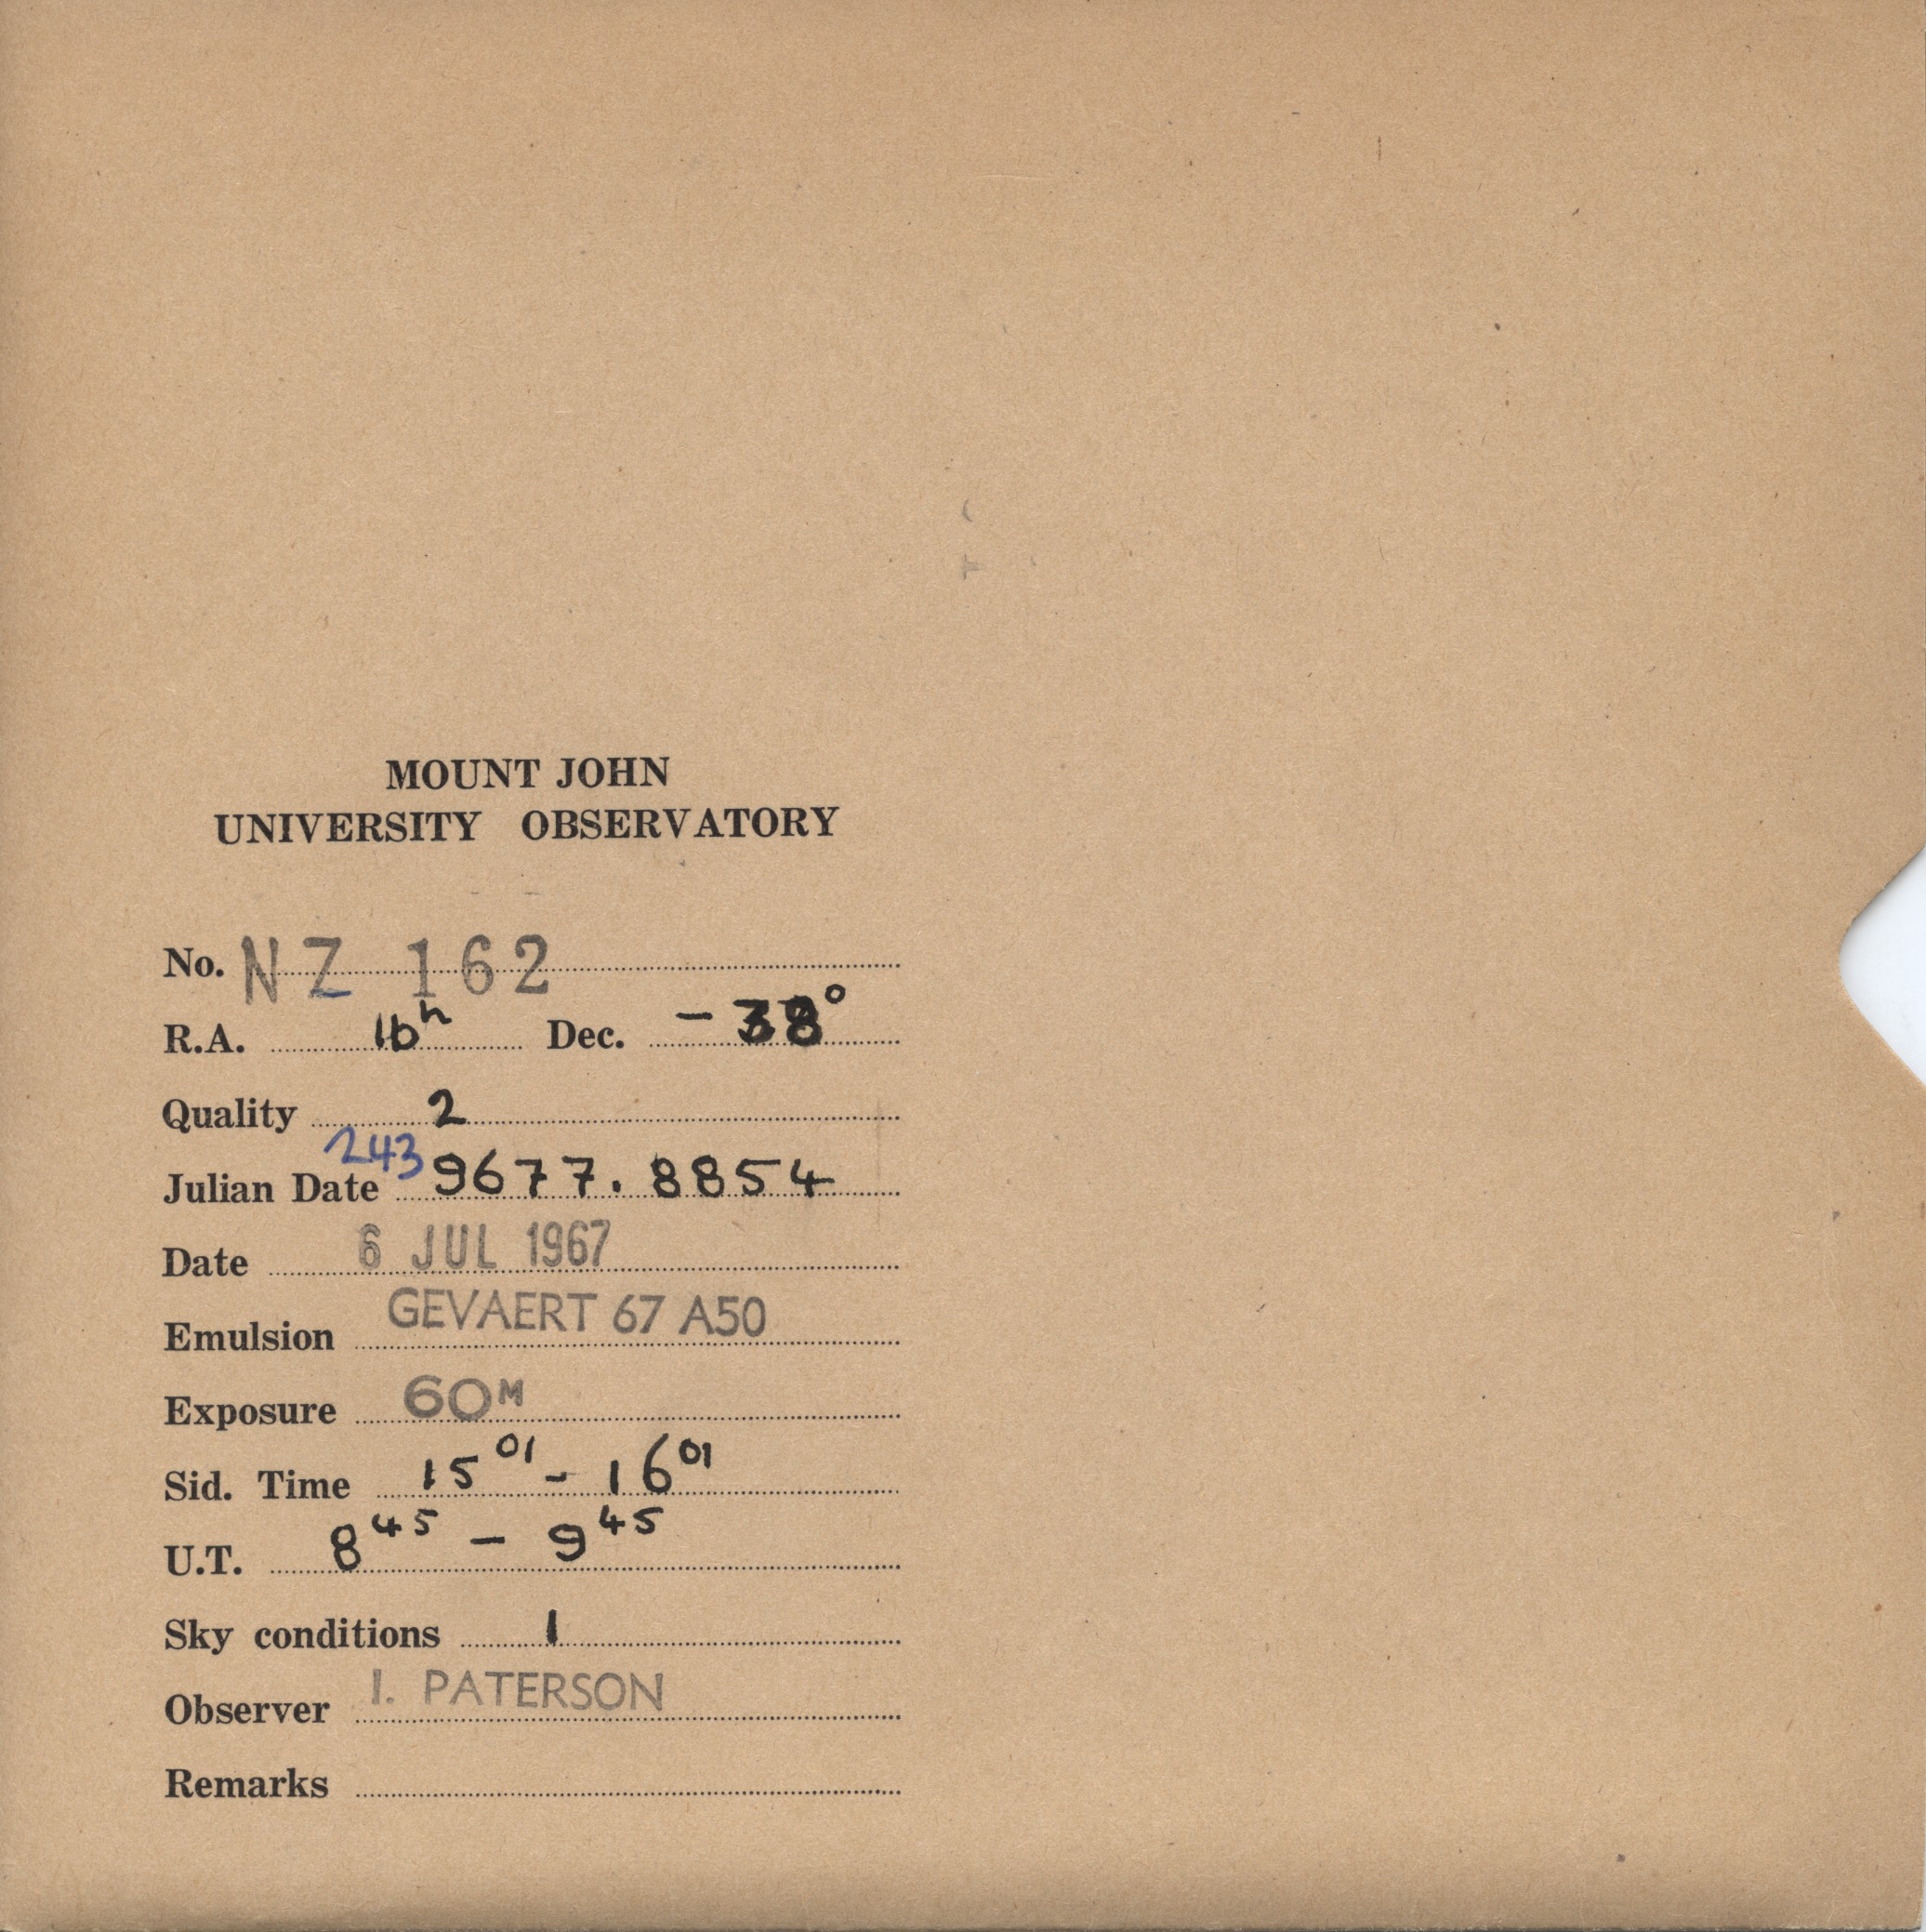 MOUNT JOHN
UNIVERSITY OBSERVATORY
No. NZ 162
R.A. 16h Dec. -38°
Quality 2
Julian Date 2439677.8854
Date 6 JUL 1967
Emulsion GEVAERT 67 A50
Exposure 60M
Sid. Time 15 01 - 16 01
U.T. 8 45 - 9 45
Sky conditions 1
Observer I. PATERSON
Remarks